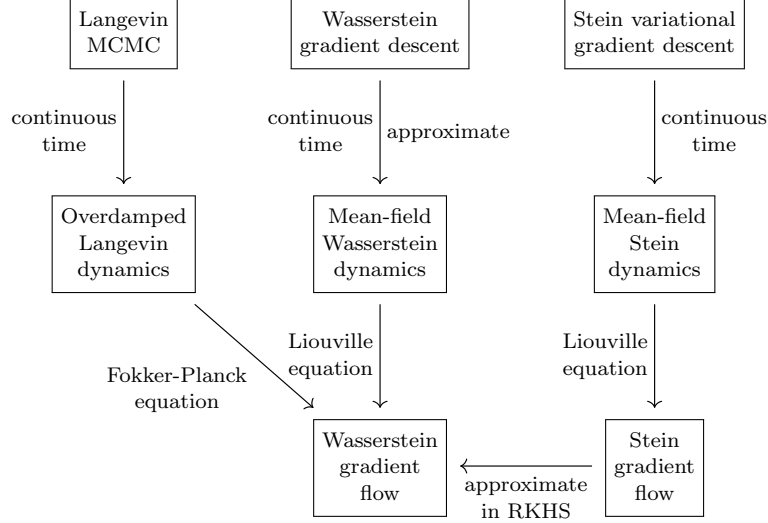 Langevin
MCMC
Wasserstein
gradient descent
Stein variational
gradient descent
continuous
time
continuous
time
approximate
continuous
time
Overdamped
Langevin
dynamics
Mean-field
Wasserstein
dynamics
Mean-field
Stein
dynamics
Fokker-Planck
equation
Liouville
equation
Liouville
equation
Wasserstein
gradient
flow
approximate
in RKHS
Stein
gradient
flow